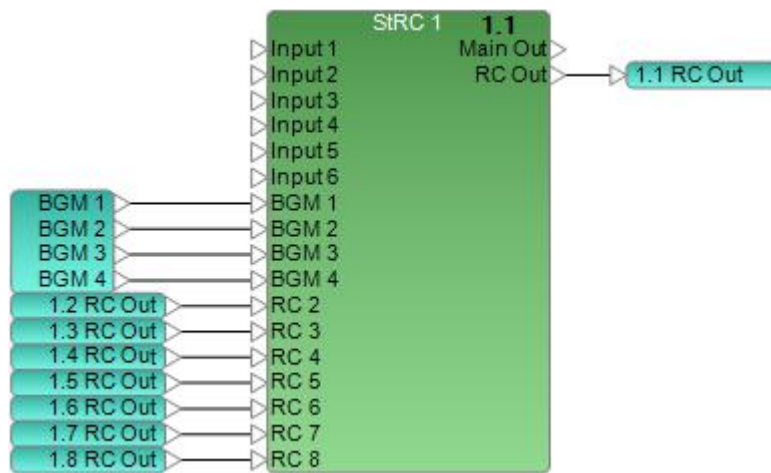 StRC 1 1.1
Input 1 Main Out
Input 2 RC Out 1.1 RC Out
Input 3
Input 4
Input 5
Input 6
BGM 1 BGM 1
BGM 2 BGM 2
BGM 3 BGM 3
BGM 4 BGM 4
1.2 RC Out RC 2
1.3 RC Out RC 3
1.4 RC Out RC 4
1.5 RC Out RC 5
1.6 RC Out RC 6
1.7 RC Out RC 7
1.8 RC Out RC 8